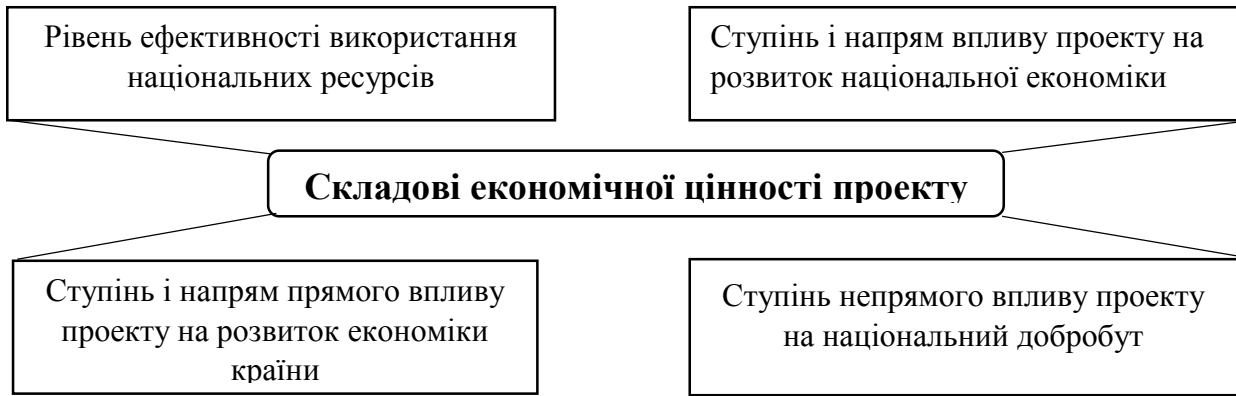 Рівень ефективності використання
національних ресурсів
Ступінь і напрям впливу проекту на
розвиток національної економіки
Складові економічної цінності проекту
Ступінь і напрям прямого впливу
проекту на розвиток економіки
країни
Ступінь непрямого впливу проекту
на національний добробут